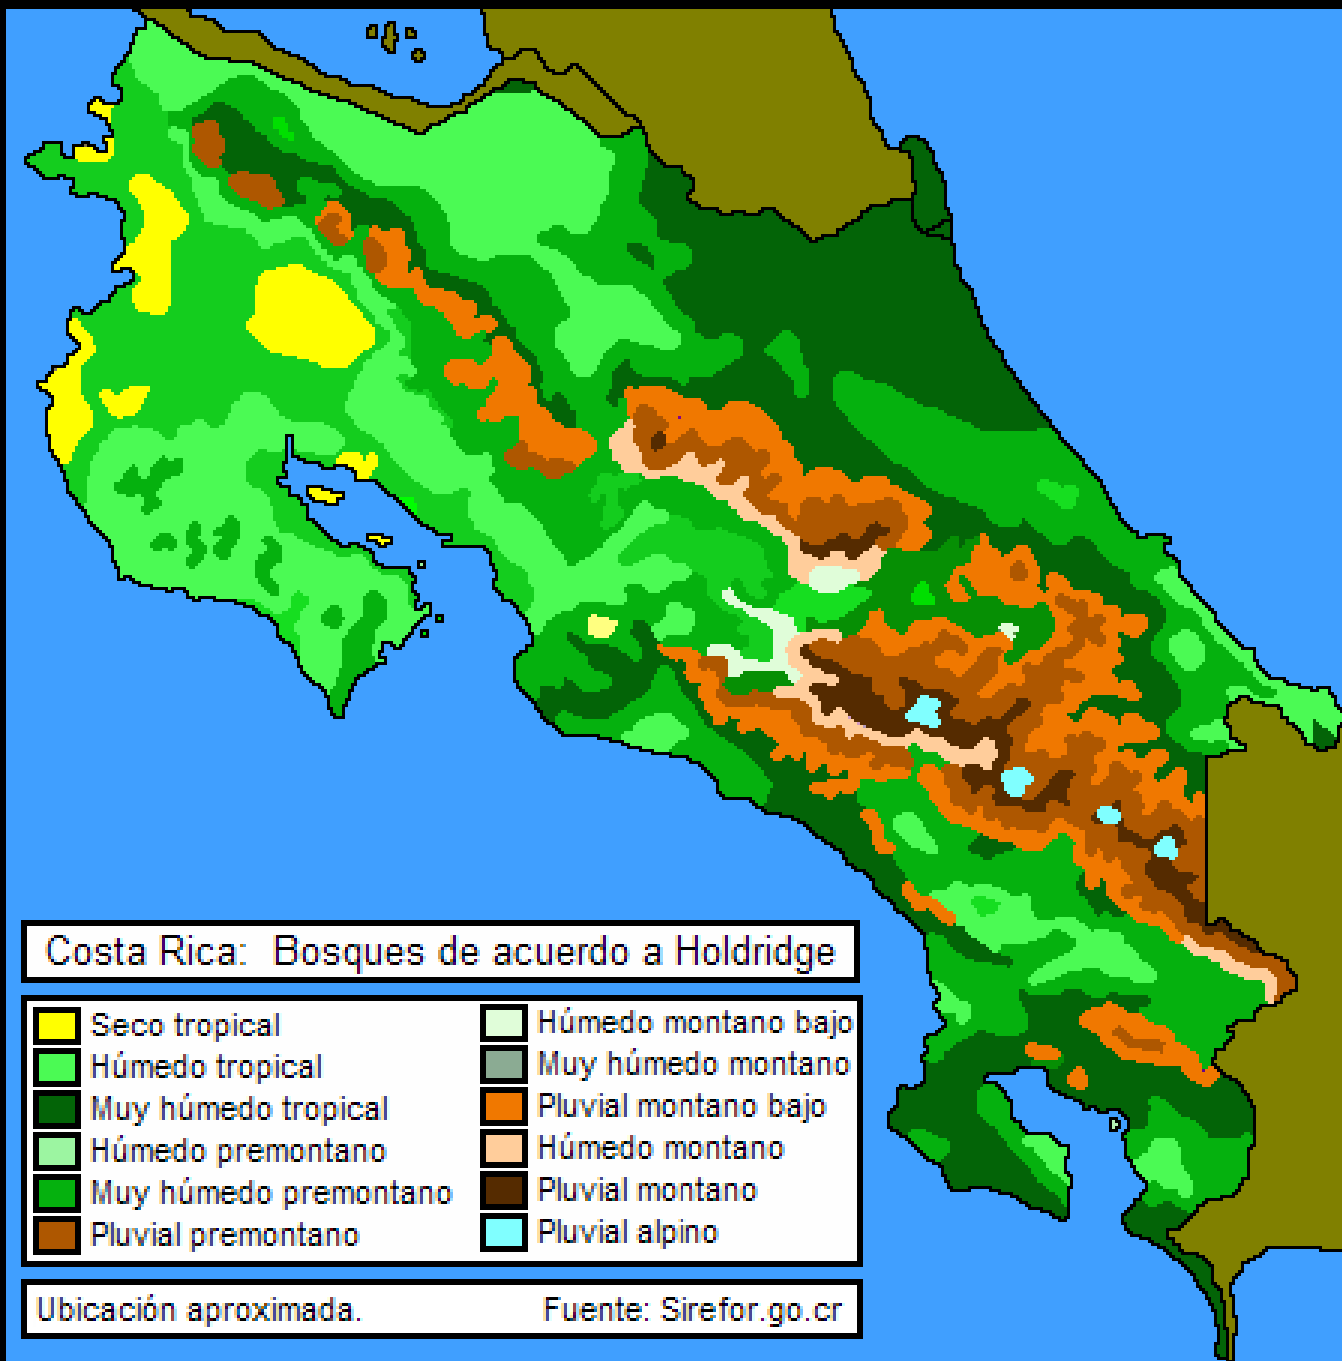 Costa Rica: Bosques de acuerdo a Holdridge
Seco tropical
Húmedo tropical
Muy húmedo tropical
Húmedo premontano
Muy húmedo premontano
Pluvial premontano
Húmedo montano bajo
Muy húmedo montano
Pluvial montano bajo
Húmedo montano
Pluvial montano
Pluvial alpino
Ubicación aproximada. Fuente: Sirefor.go.cr